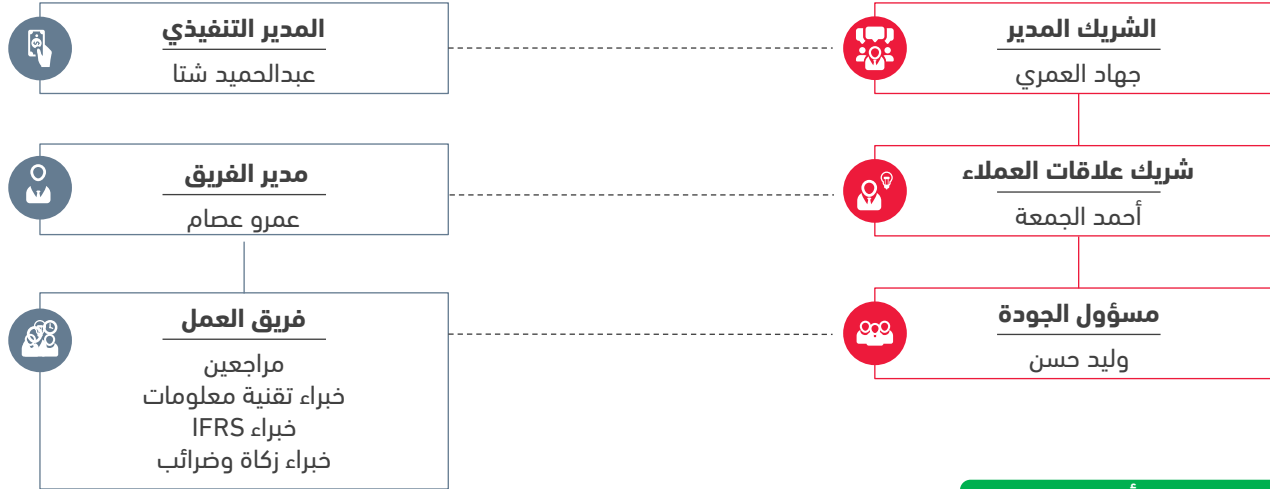 الشريك المدير
جهاد العمري
المدير التنفيذي
عبدالحميد شتا
شريك علاقات العملاء
أحمد الجمعة
مدير الفريق
عمرو عصام
مسؤول الجودة
وليد حسن
فريق العمل
مراجعين
خبراء تقنية معلومات
خبراء IFRS
خبراء زكاة وضرائب